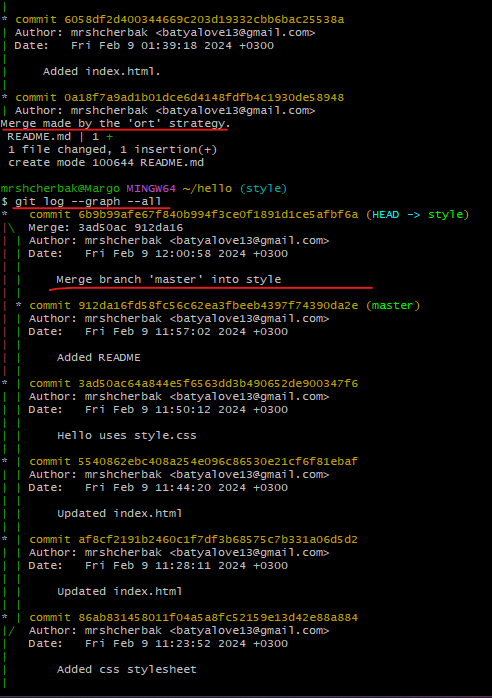 |
* commit 6058df2d400344669c203d19332cbb6bac25538a
| Author: mrshcherbak <batyalove13@gmail.com>
| Date:   Fri Feb 9 01:39:18 2024 +0300
|
|     Added index.html.
|
* commit 0a18f7a9ad1b01dce6d4148fdfb4c1930de58948
| Author: mrshcherbak <batyalove13@gmail.com>
Merge made by the 'ort' strategy.
 README.md | 1 +
 1 file changed, 1 insertion(+)
 create mode 100644 README.md

mrshcherbak@Margo MINGW64 ~/hello (style)
$ git log --graph --all
*   commit 6b9b99afe67f840b994f3ce0f1891d1ce5afbf6a (HEAD -> style)
|\  Merge: 3ad50ac 912da16
| | Author: mrshcherbak <batyalove13@gmail.com>
| | Date:   Fri Feb 9 12:00:58 2024 +0300
| |
| |     Merge branch 'master' into style
| |
| * commit 912da16fd58fc56c62ea3fbeeb4397f74390da2e (master)
| | Author: mrshcherbak <batyalove13@gmail.com>
| | Date:   Fri Feb 9 11:57:02 2024 +0300
| |
| |     Added README
| |
* | commit 3ad50ac64a844e5f6563dd3b490652de900347f6
| | Author: mrshcherbak <batyalove13@gmail.com>
| | Date:   Fri Feb 9 11:50:12 2024 +0300
| |
| |     Hello uses style.css
| |
* | commit 5540862ebc408a254e096c86530e21cf6f81ebaf
| | Author: mrshcherbak <batyalove13@gmail.com>
| | Date:   Fri Feb 9 11:44:20 2024 +0300
| |
| |     Updated index.html
| |
* | commit af8cf2191b2460c1f7df3b68575c7b331a06d5d2
| | Author: mrshcherbak <batyalove13@gmail.com>
| | Date:   Fri Feb 9 11:28:11 2024 +0300
| |
| |     Updated index.html
| |
* | commit 86ab831458011f04a5a8fc52159e13d42e88a884
|/  Author: mrshcherbak <batyalove13@gmail.com>
|   Date:   Fri Feb 9 11:23:52 2024 +0300
|
|       Added css stylesheet
|